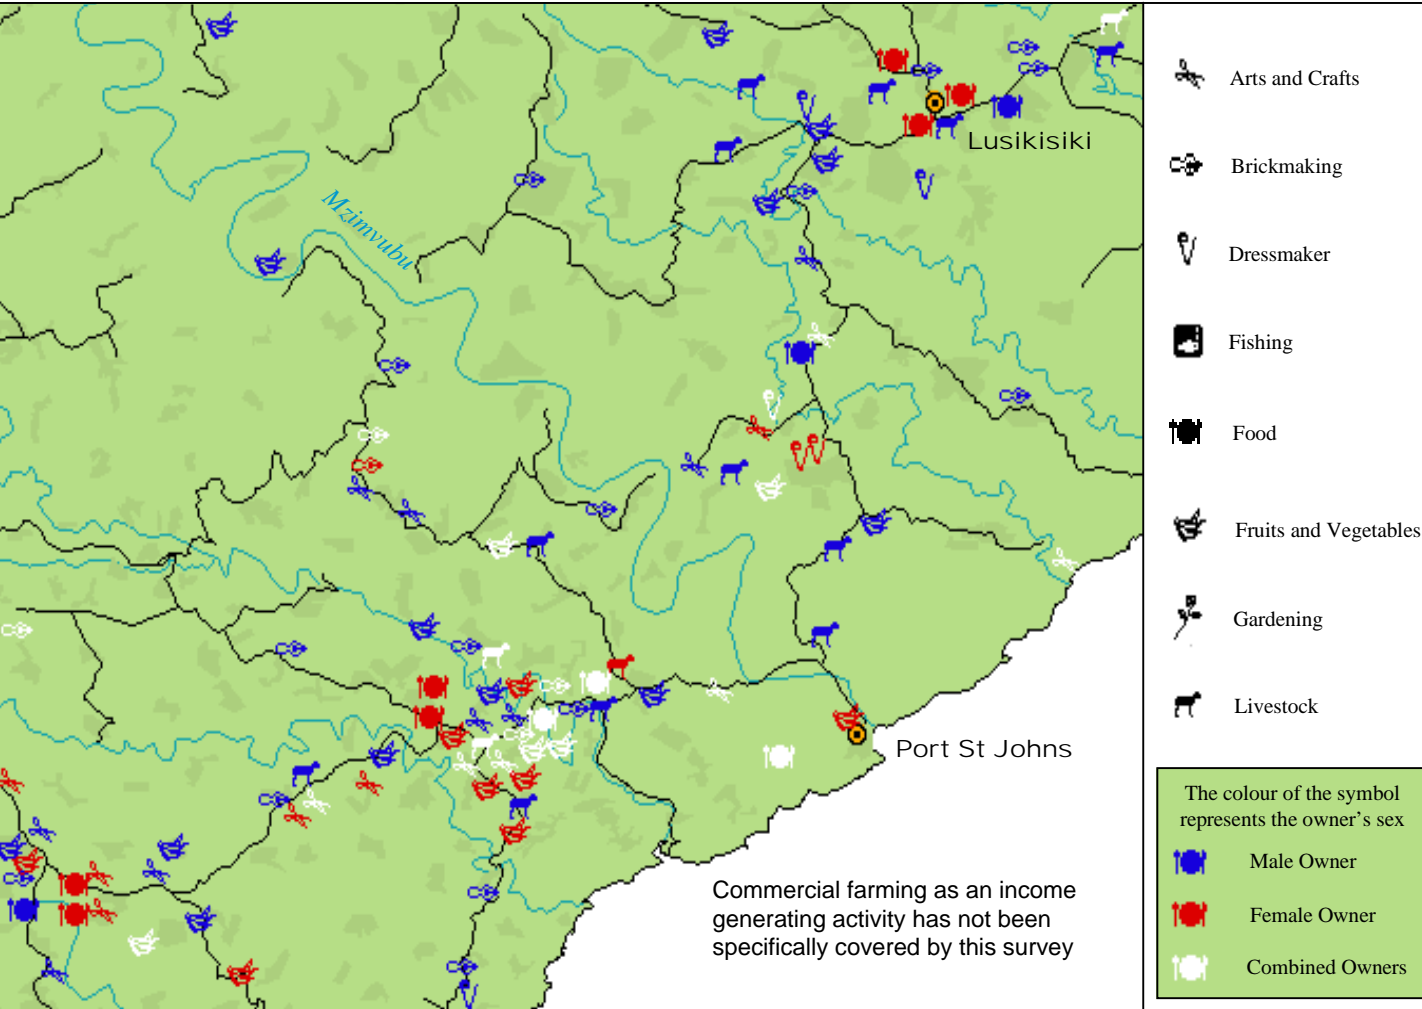 Lusikisiki
Mzimvubu
Port St Johns
Commercial farming as an income
generating activity has not been
specifically covered by this survey
Arts and Crafts
Brickmaking
Dressmaker
Fishing
Food
Fruits and Vegetables
Gardening
Livestock
The colour of the symbol
represents the owner’s sex
Male Owner
Female Owner
Combined Owners